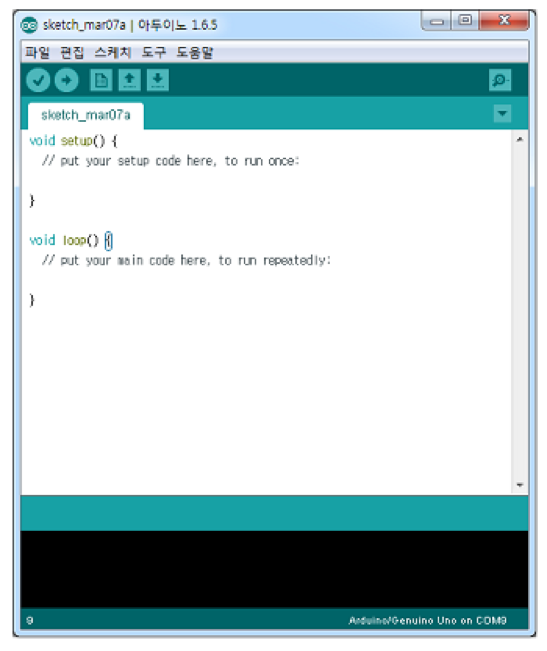 sketch_mar07a | 아두이노 1.6.5
파일 편집 스케치 도구 도움말
sketch_mar07a
void setup() {
// put your setup code here, to run once:
}
void loop() {
// put your main code here, to run repeatedly:
}
9
Arduino/Genuino Uno on COM9